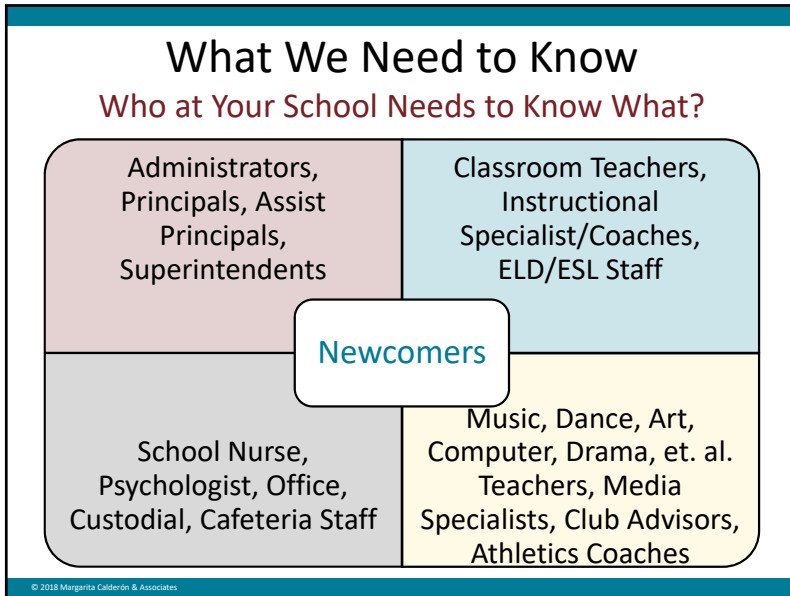 What We Need to Know
Who at Your School Needs to Know What?
Administrators,
Principals, Assist
Principals,
Superintendents
Classroom Teachers,
Instructional
Specialist/Coaches,
ELD/ESL Staff
Newcomers
School Nurse,
Psychologist, Office,
Custodial, Cafeteria Staff
Music, Dance, Art,
Computer, Drama, et. al.
Teachers, Media
Specialists, Club Advisors,
Athletics Coaches
© 2018 Margarita Calderón & Associates